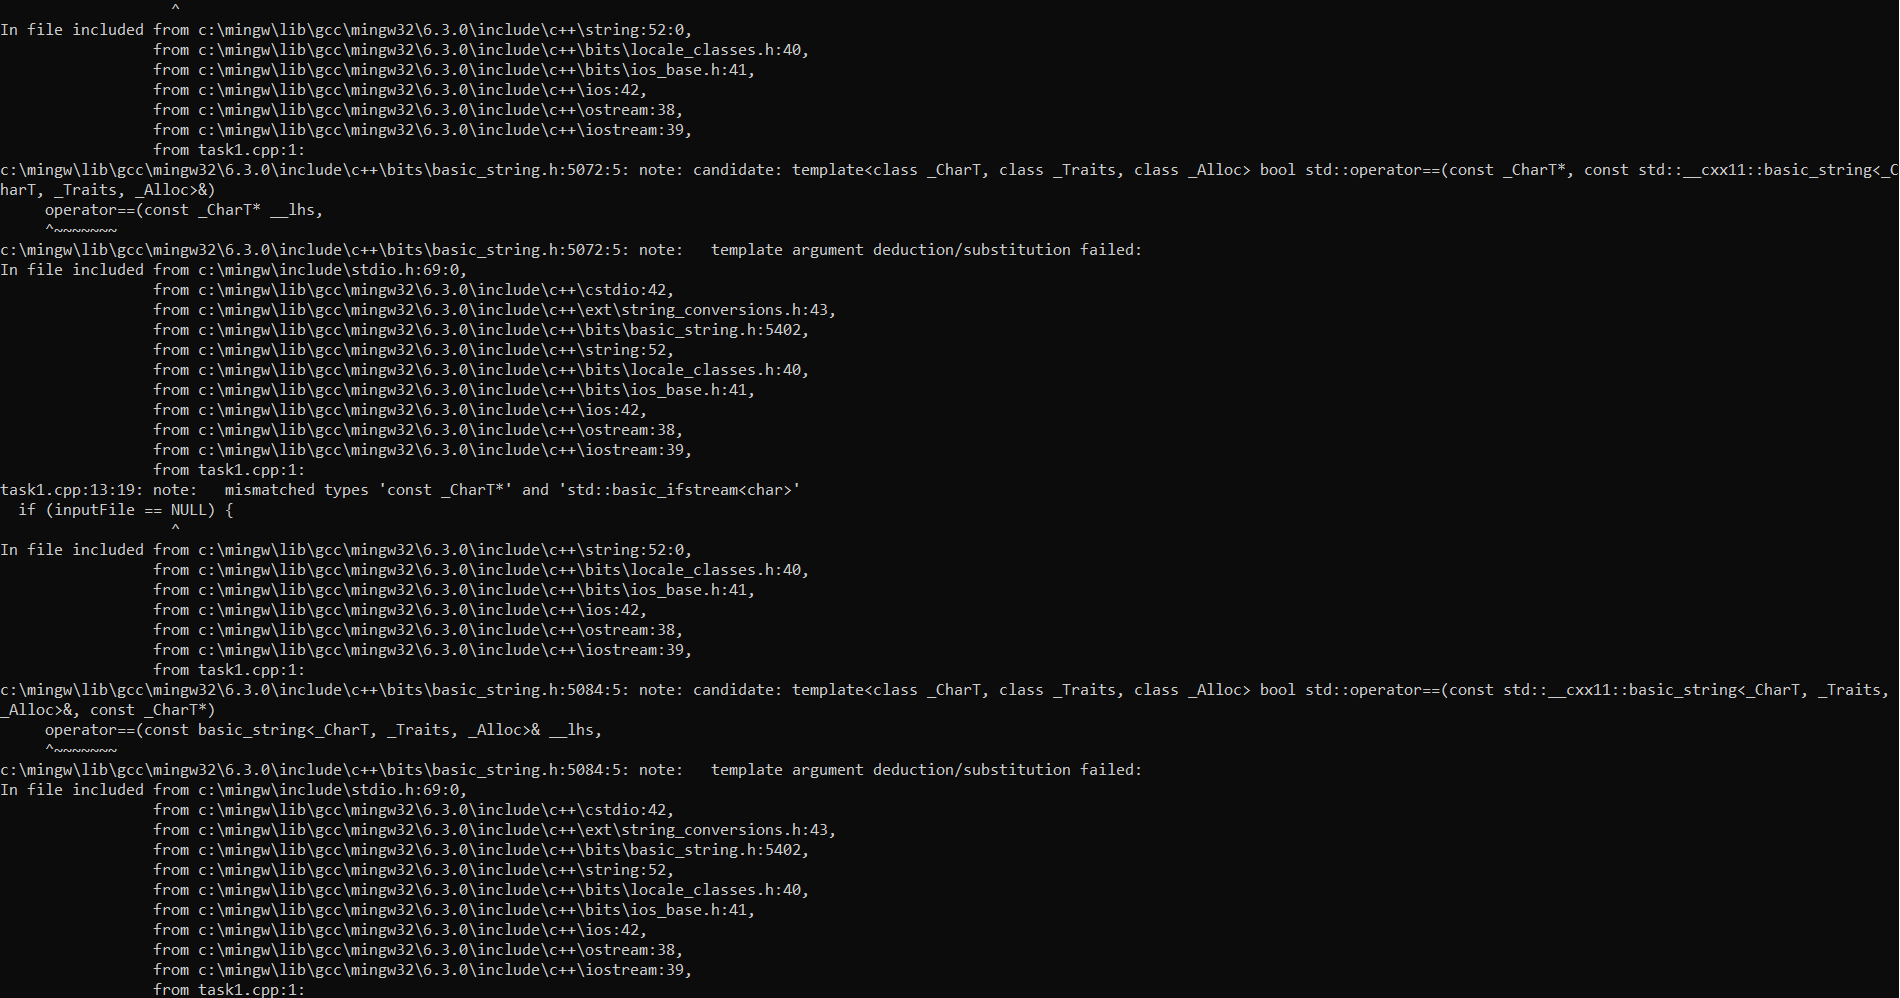 ^
In file included from c:\mingw\lib\gcc\mingw32\6.3.0\include\c++\string:52:0,
                 from c:\mingw\lib\gcc\mingw32\6.3.0\include\c++\bits\locale_classes.h:40,
                 from c:\mingw\lib\gcc\mingw32\6.3.0\include\c++\bits\ios_base.h:41,
                 from c:\mingw\lib\gcc\mingw32\6.3.0\include\c++\ios:42,
                 from c:\mingw\lib\gcc\mingw32\6.3.0\include\c++\ostream:38,
                 from c:\mingw\lib\gcc\mingw32\6.3.0\include\c++\iostream:39,
                 from task1.cpp:1:
c:\mingw\lib\gcc\mingw32\6.3.0\include\c++\bits\basic_string.h:5072:5: note: candidate: template<class _CharT, class _Traits, class _Alloc> bool std::operator==(const _CharT*, const std::__cxx11::basic_string<_C
harT, _Traits, _Alloc>&)
     operator==(const _CharT* __lhs,
     ^~~~~~~~
c:\mingw\lib\gcc\mingw32\6.3.0\include\c++\bits\basic_string.h:5072:5: note:   template argument deduction/substitution failed:
In file included from c:\mingw\include\stdio.h:69:0,
                 from c:\mingw\lib\gcc\mingw32\6.3.0\include\c++\cstdio:42,
                 from c:\mingw\lib\gcc\mingw32\6.3.0\include\c++\ext\string_conversions.h:43,
                 from c:\mingw\lib\gcc\mingw32\6.3.0\include\c++\bits\basic_string.h:5402,
                 from c:\mingw\lib\gcc\mingw32\6.3.0\include\c++\string:52,
                 from c:\mingw\lib\gcc\mingw32\6.3.0\include\c++\bits\locale_classes.h:40,
                 from c:\mingw\lib\gcc\mingw32\6.3.0\include\c++\bits\ios_base.h:41,
                 from c:\mingw\lib\gcc\mingw32\6.3.0\include\c++\ios:42,
                 from c:\mingw\lib\gcc\mingw32\6.3.0\include\c++\ostream:38,
                 from c:\mingw\lib\gcc\mingw32\6.3.0\include\c++\iostream:39,
                 from task1.cpp:1:
task1.cpp:13:19: note:   mismatched types 'const _CharT*' and 'std::basic_ifstream<char>'
  if (inputFile == NULL) {
                   ^
In file included from c:\mingw\lib\gcc\mingw32\6.3.0\include\c++\string:52:0,
                 from c:\mingw\lib\gcc\mingw32\6.3.0\include\c++\bits\locale_classes.h:40,
                 from c:\mingw\lib\gcc\mingw32\6.3.0\include\c++\bits\ios_base.h:41,
                 from c:\mingw\lib\gcc\mingw32\6.3.0\include\c++\ios:42,
                 from c:\mingw\lib\gcc\mingw32\6.3.0\include\c++\ostream:38,
                 from c:\mingw\lib\gcc\mingw32\6.3.0\include\c++\iostream:39,
                 from task1.cpp:1:
c:\mingw\lib\gcc\mingw32\6.3.0\include\c++\bits\basic_string.h:5084:5: note: candidate: template<class _CharT, class _Traits, class _Alloc> bool std::operator==(const std::__cxx11::basic_string<_CharT, _Traits,
_Alloc>&, const _CharT*)
     operator==(const basic_string<_CharT, _Traits, _Alloc>& __lhs,
     ^~~~~~~~
c:\mingw\lib\gcc\mingw32\6.3.0\include\c++\bits\basic_string.h:5084:5: note:   template argument deduction/substitution failed:
In file included from c:\mingw\include\stdio.h:69:0,
                 from c:\mingw\lib\gcc\mingw32\6.3.0\include\c++\cstdio:42,
                 from c:\mingw\lib\gcc\mingw32\6.3.0\include\c++\ext\string_conversions.h:43,
                 from c:\mingw\lib\gcc\mingw32\6.3.0\include\c++\bits\basic_string.h:5402,
                 from c:\mingw\lib\gcc\mingw32\6.3.0\include\c++\string:52,
                 from c:\mingw\lib\gcc\mingw32\6.3.0\include\c++\bits\locale_classes.h:40,
                 from c:\mingw\lib\gcc\mingw32\6.3.0\include\c++\bits\ios_base.h:41,
                 from c:\mingw\lib\gcc\mingw32\6.3.0\include\c++\ios:42,
                 from c:\mingw\lib\gcc\mingw32\6.3.0\include\c++\ostream:38,
                 from c:\mingw\lib\gcc\mingw32\6.3.0\include\c++\iostream:39,
                 from task1.cpp:1: